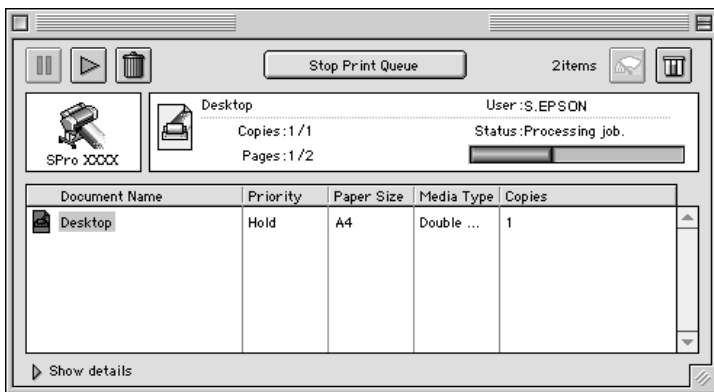 Stop Print Queue 2items
Desktop User:S.EPSON
Copies:1/1 Status:Processing job.
SPro XXXX Pages:1/2
Document Name Priority Paper Size Media Type Copies
Desktop Hold A4 Double ... 1
Show details